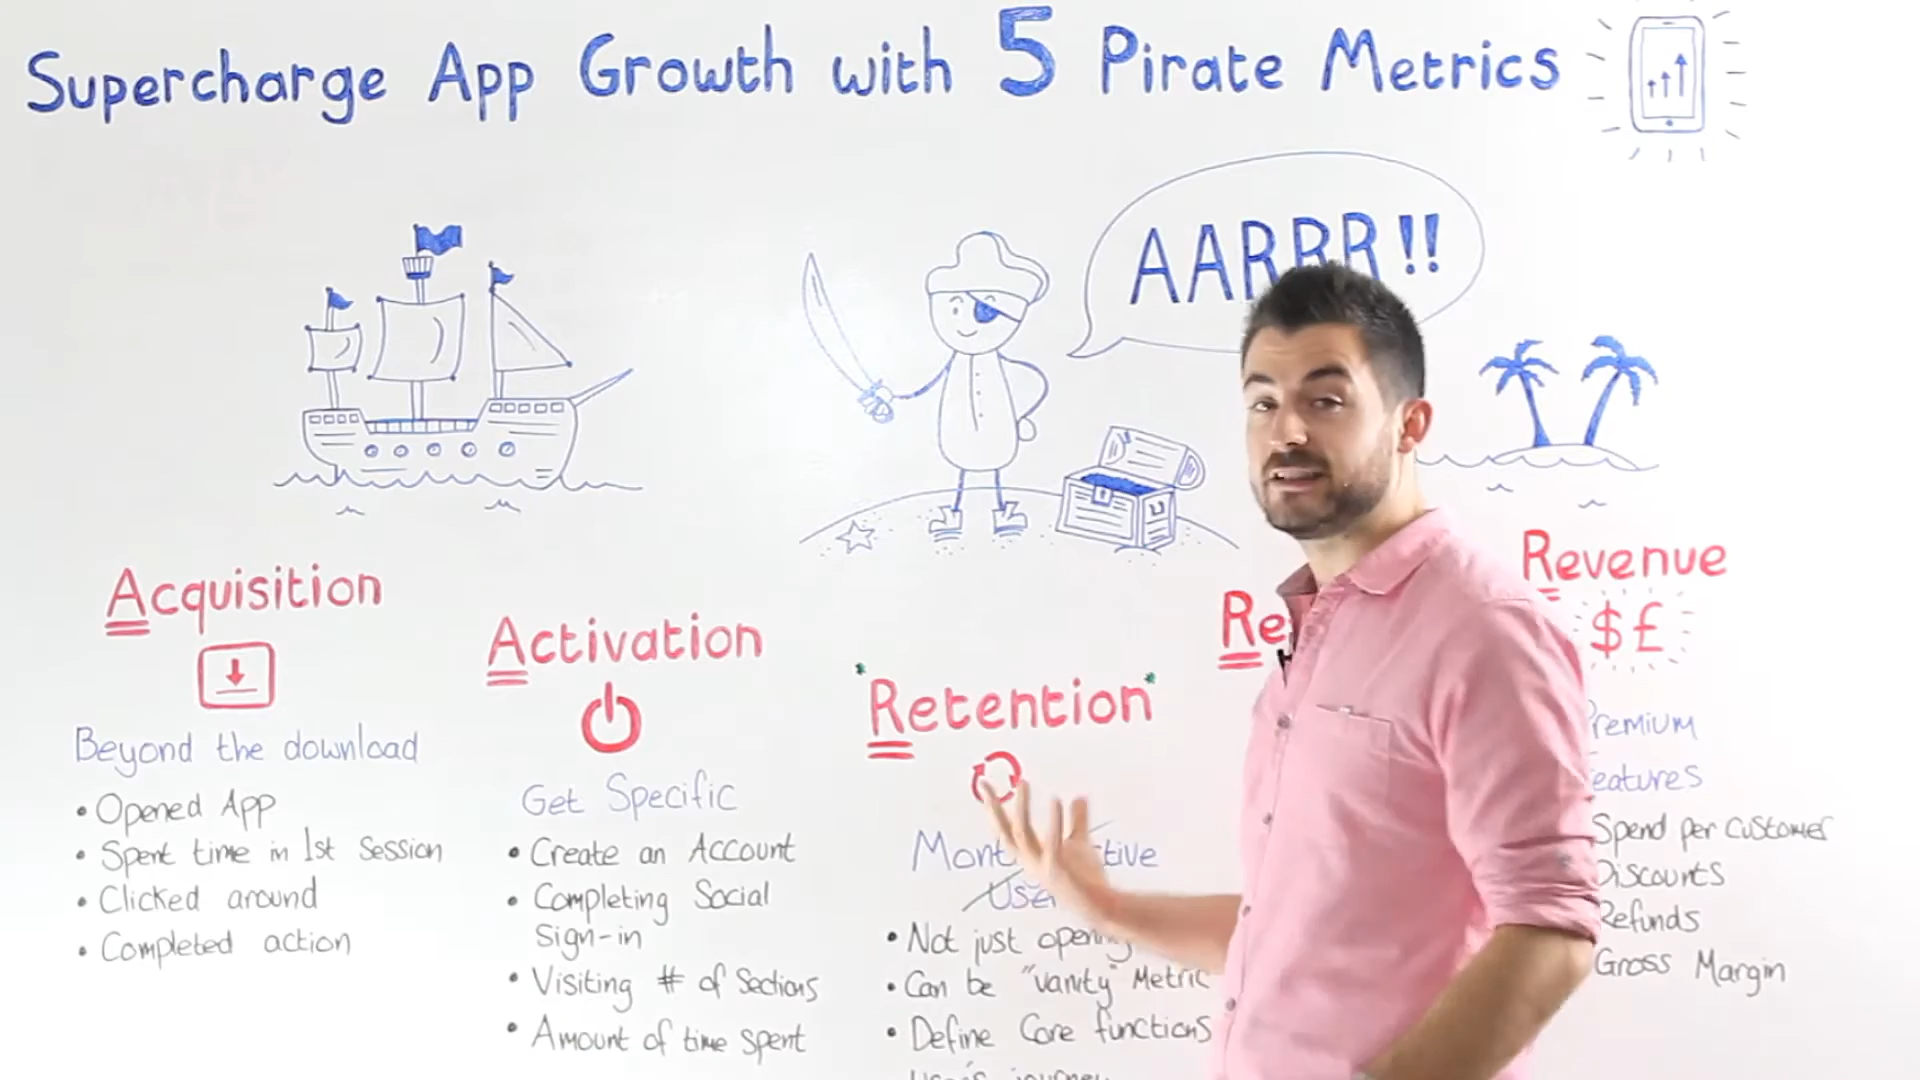 Supercharge App Growth with 5 Pirate Metrics
AARRR!!
Acquisition
Beyond the download
• Opened App
• Spent time in 1st Session
• Clicked around
• Completed action
Activation
Get Specific
• Create an Account
• Completing Social
Sign-in
• Visiting # of Sections
• Amount of time spent
Retention
• Not just opening
• Can be "vanity" Metric
• Define Core functions
Revenue
$£
Spend per customer
Discounts
Refunds
Gross Margin